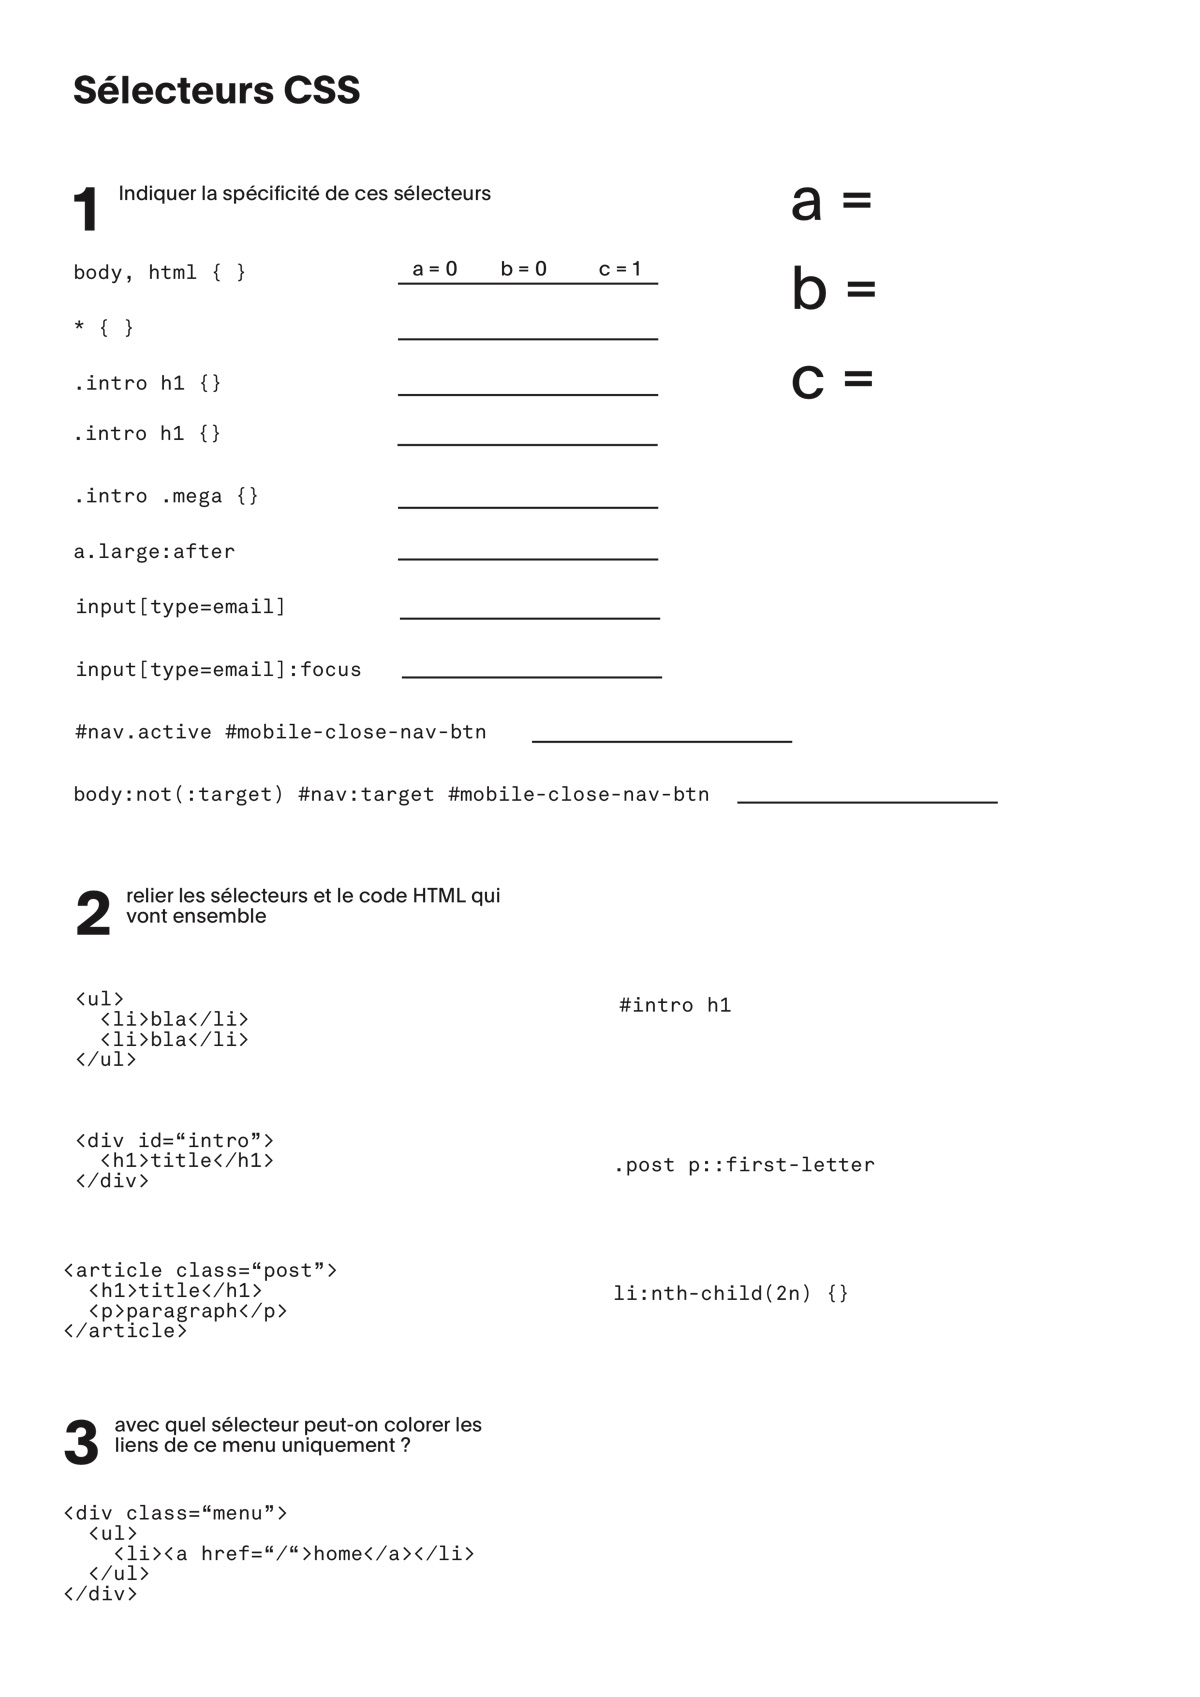 Sélecteurs CSS
1 Indiquer la spécificité de ces sélecteurs
a =
b =
c =
body, html { } a = 0 b = 0 c = 1
* { }
.intro h1 {}
.intro h1 {}
.intro .mega {}
a.large:after
input[type=email]
input[type=email]:focus
#nav.active #mobile-close-nav-btn
body:not(:target) #nav:target #mobile-close-nav-btn
2 relier les sélecteurs et le code HTML qui
vont ensemble
<ul>
<li>bla</li>
<li>bla</li>
</ul>
#intro h1
<div id=“intro”>
<h1>title</h1>
</div>
.post p::first-letter
<article class=“post”>
<h1>title</h1>
<p>paragraph</p>
</article>
li:nth-child(2n) {}
3 avec quel sélecteur peut-on colorer les
liens de ce menu uniquement ?
<div class=“menu”>
<ul>
<li><a href=“/“>home</a></li>
</ul>
</div>